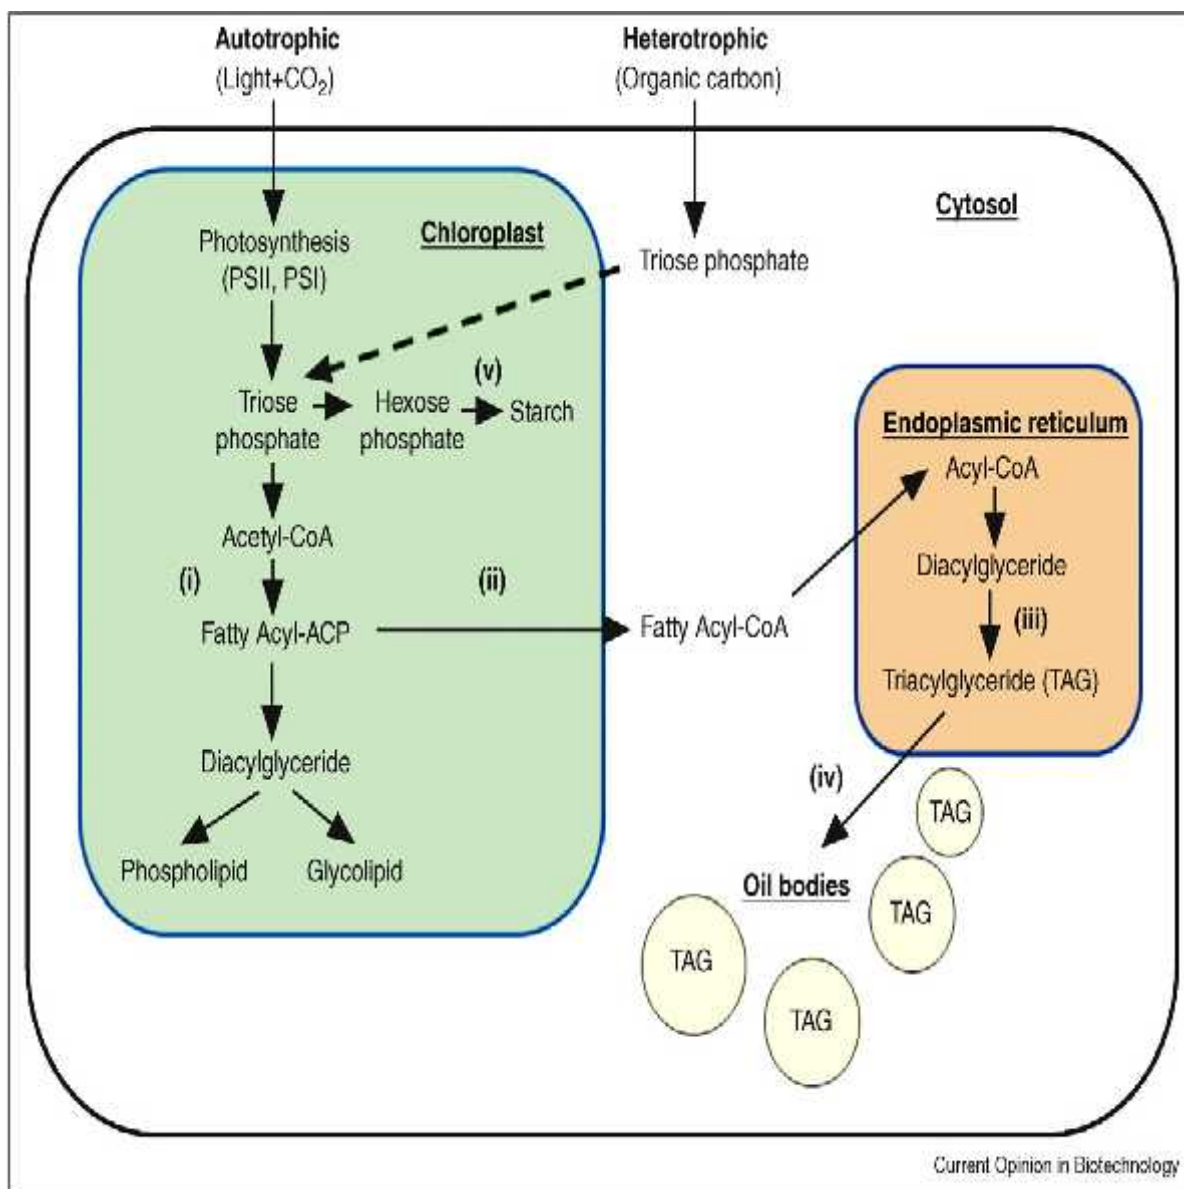 Autotrophic
(Light+CO₂)
Heterotrophic
(Organic carbon)
Cytosol
Chloroplast
Photosynthesis
(PSII, PSI)
Triose phosphate
Triose
phosphate
Hexose
phosphate
(v)
Starch
Acetyl-CoA
(i)
(ii)
Fatty Acyl-ACP
Fatty Acyl-CoA
Diacylglyceride
Phospholipid
Glycolipid
Endoplasmic reticulum
Acyl-CoA
Diacylglyceride
(iii)
Triacylglyceride (TAG)
(iv)
Oil bodies
TAG
TAG
TAG
TAG
Current Opinion in Biotechnology